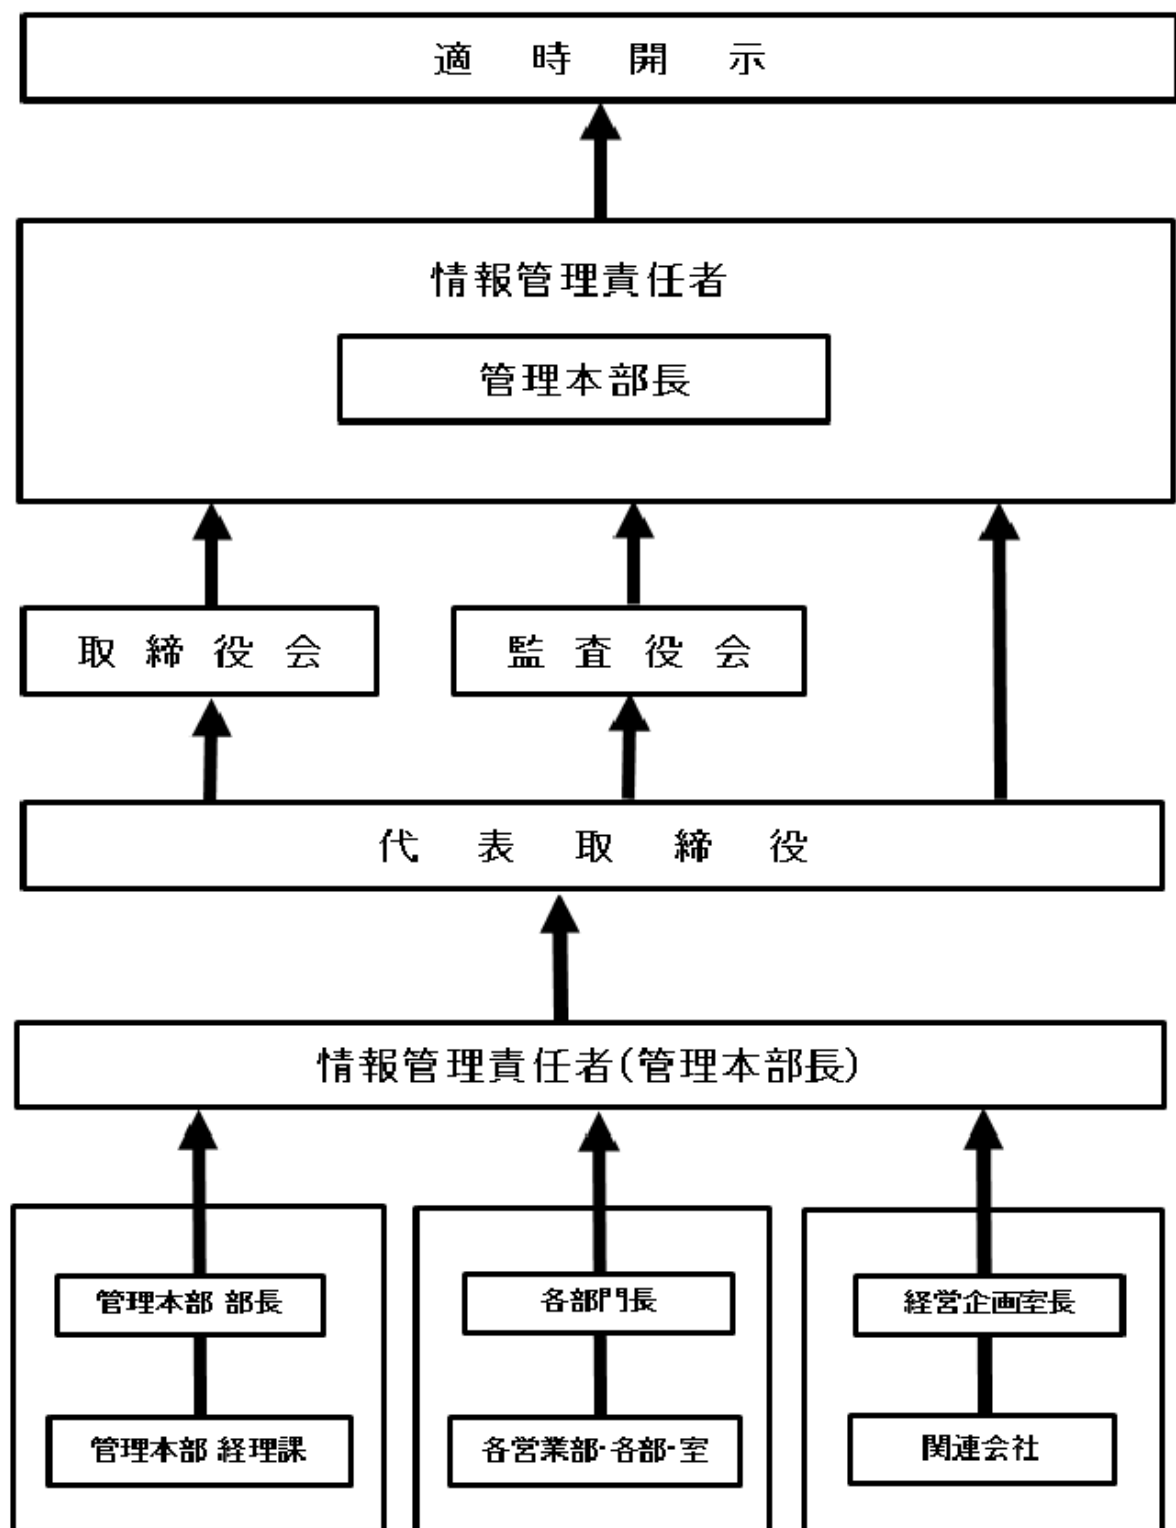 適時開示
情報管理責任者
管理本部長
取締役会
監査役会
代表取締役
情報管理責任者(管理本部長)
管理本部 部長
各部門長
経営企画室長
管理本部 経理課
各営業部・各部・室
関連会社